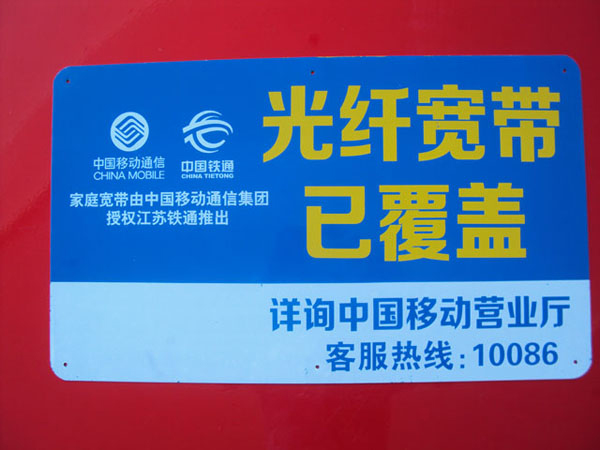 中国移动通信
CHINA MOBILE
中国铁通
CHINA TIETONG
家庭宽带由中国移动通信集团
授权江苏铁通推出
光纤宽带
已覆盖
详询中国移动营业厅
客服热线:10086